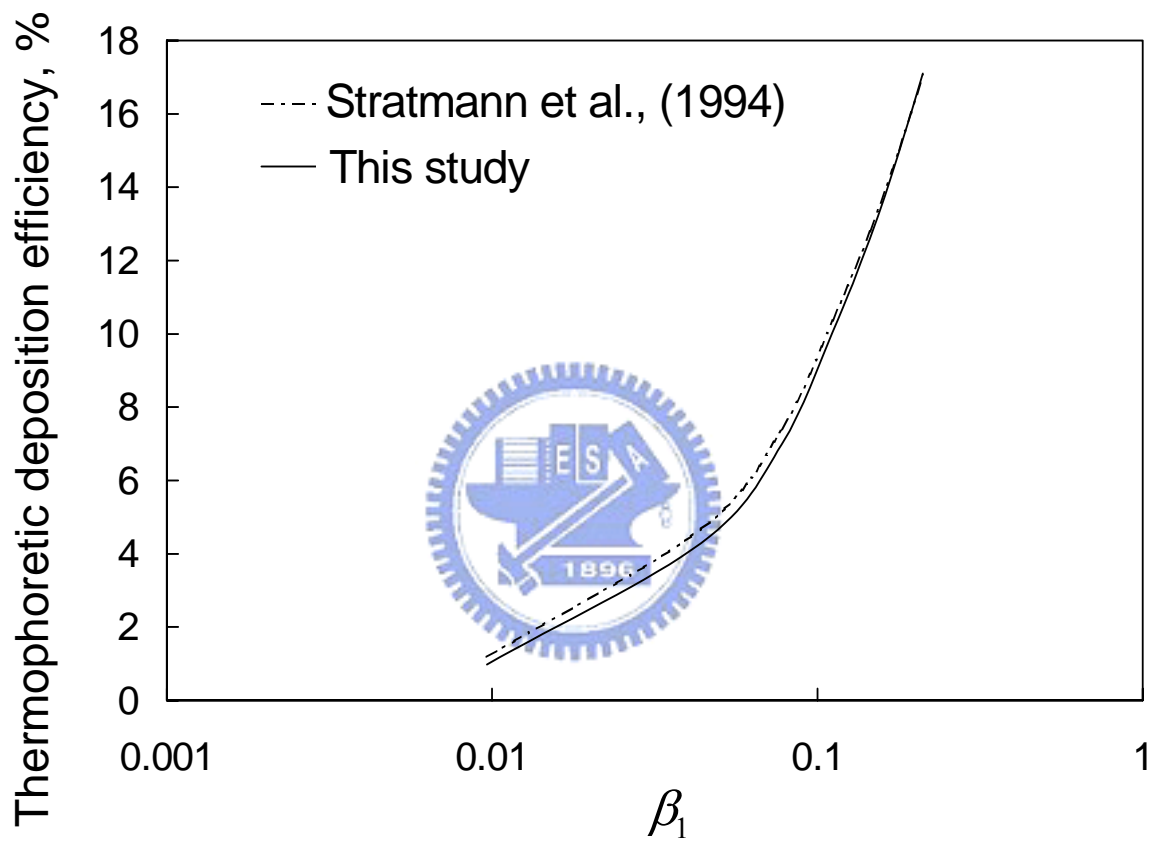 Thermophoretic deposition efficiency, %
18
16
14
12
10
8
6
4
2
0
Stratmann et al., (1994)
This study
E S A
1896
0.001 0.01 0.1 1
β₁